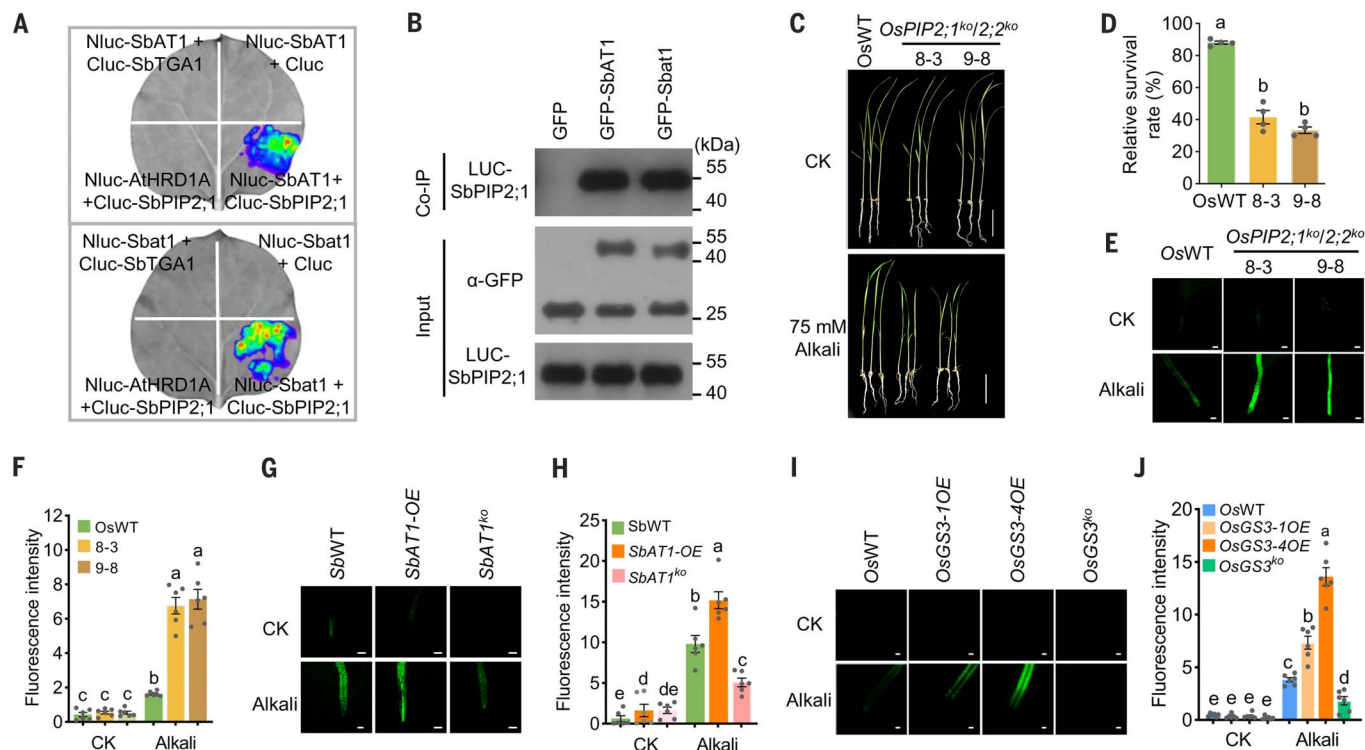 A
Nluc-SbAT1 +
Cluc-SbTGA1
Nluc-SbAT1
+ Cluc
Nluc-AtHRD1A
+Cluc-SbPIP2;1
Nluc-SbAT1+
Cluc-SbPIP2;1
Nluc-Sbat1 +
Cluc-SbTGA1
Nluc-Sbat1
+ Cluc
Nluc-AtHRD1A
+Cluc-SbPIP2;1
Nluc-Sbat1 +
Cluc-SbPIP2;1
B
GFP
GFP-SbAT1
GFP-Sbat1
(kDa)
Co-IP
LUC-
SbPIP2;1
55
40
Input
α-GFP
55
40
25
LUC-
SbPIP2;1
55
40
C
OsWT
OsPIP2;1ko/2;2ko
8-3
9-8
CK
75 mM
Alkali
D
Relative survival
rate (%)
100
80
60
40
20
0
a
b
b
OsWT 8-3 9-8
E
OsWT
OsPIP2;1ko/2;2ko
8-3
9-8
CK
Alkali
F
Fluorescence intensity
12
10
8
6
4
2
0
OsWT
8-3
9-8
c c c b a a
CK Alkali
G
SbWT
SbAT1-OE
SbAT1ko
CK
Alkali
H
Fluorescence intensity
25
20
15
10
5
0
SbWT
SbAT1-OE
SbAT1ko
e d de b a c
CK Alkali
I
OsWT
OsGS3-1OE
OsGS3-4OE
OsGS3ko
CK
Alkali
J
Fluorescence intensity
20
15
10
5
0
OsWT
OsGS3-1OE
OsGS3-4OE
OsGS3ko
e e e e c b a d
CK Alkali